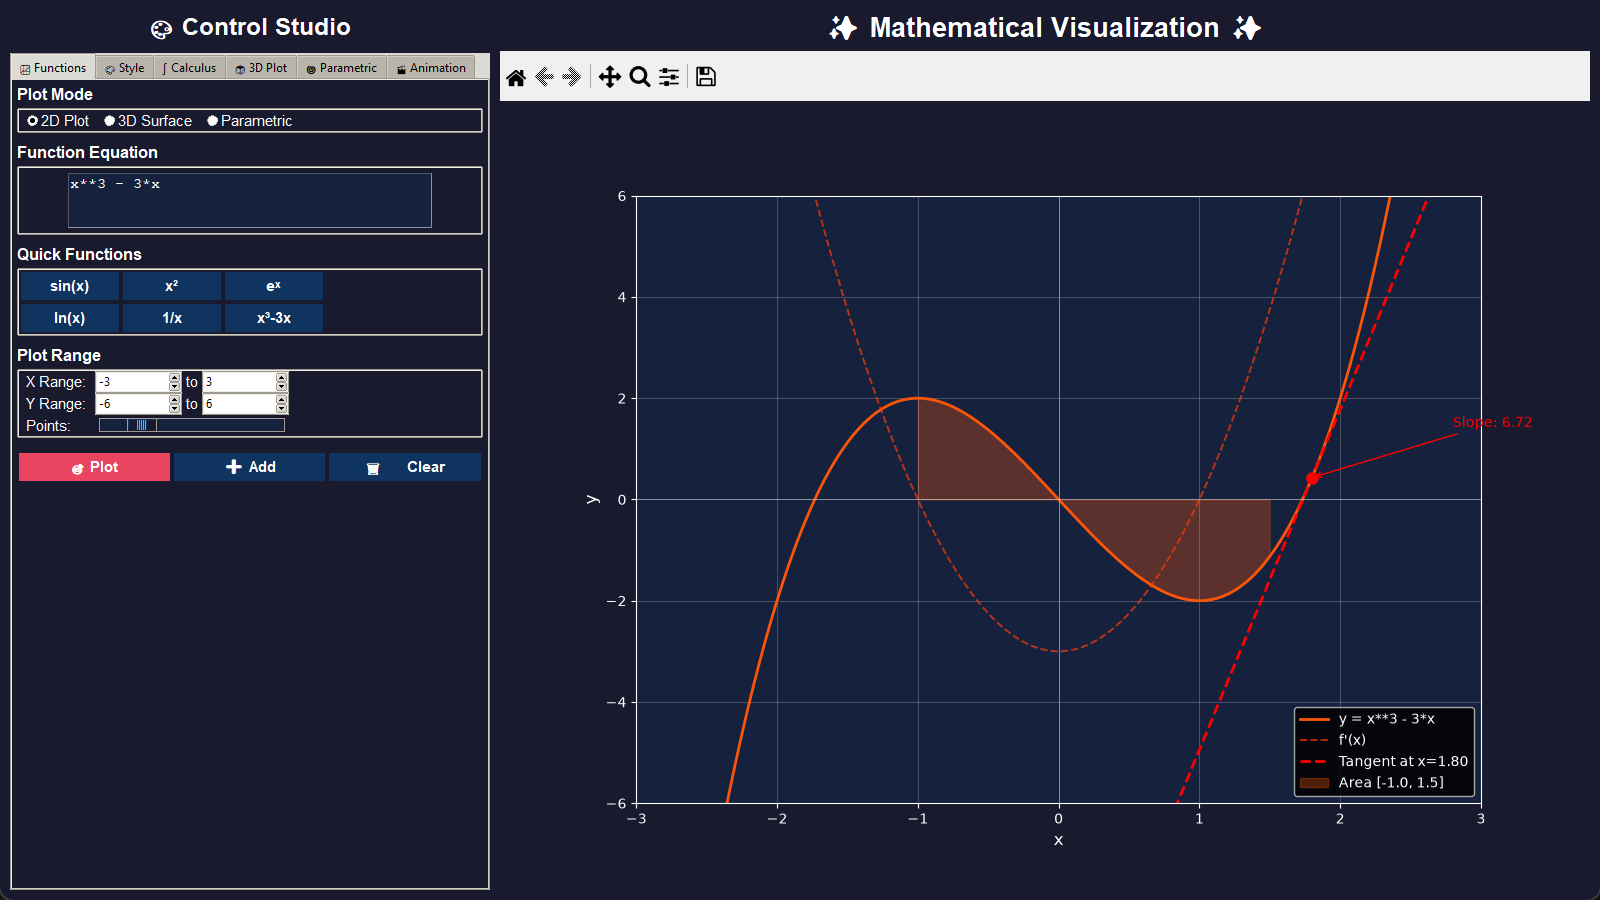 Control Studio
Mathematical Visualization
Functions Style ∫ Calculus 3D Plot Parametric Animation
Plot Mode
2D Plot 3D Surface Parametric
Function Equation
x**3 - 3*x
Quick Functions
sin(x) x² eˣ
ln(x) 1/x x³-3x
Plot Range
X Range: -3 to 3
Y Range: -6 to 6
Points:
Plot Add Clear
6
4
2
0
−2
−4
−6
y
−3 −2 −1 0 1 2 3
x
Slope: 6.72
y = x**3 - 3*x
f'(x)
Tangent at x=1.80
Area [-1.0, 1.5]